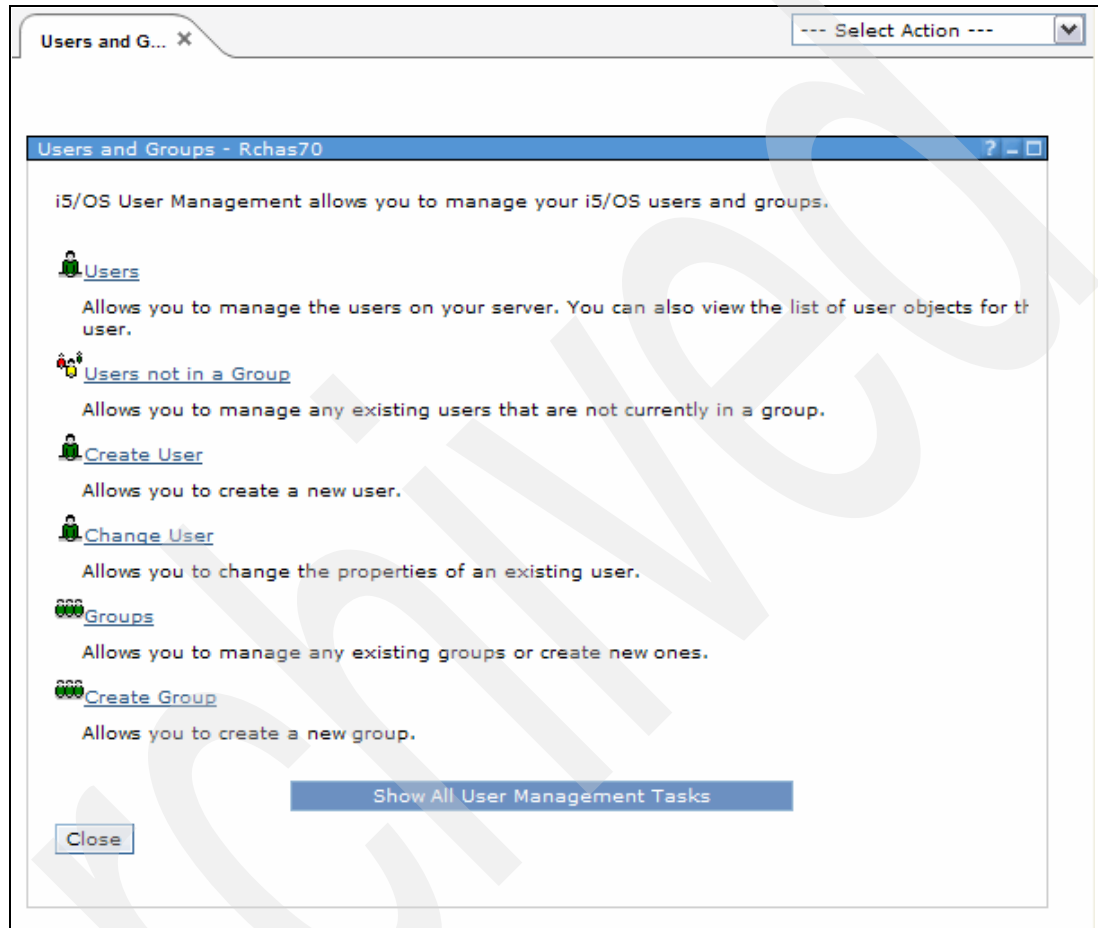 Users and G... ×
--- Select Action ---
Users and Groups - Rchas70
?
i5/OS User Management allows you to manage your i5/OS users and groups.
Users
Allows you to manage the users on your server. You can also view the list of user objects for th
user.
Users not in a Group
Allows you to manage any existing users that are not currently in a group.
Create User
Allows you to create a new user.
Change User
Allows you to change the properties of an existing user.
Groups
Allows you to manage any existing groups or create new ones.
Create Group
Allows you to create a new group.
Show All User Management Tasks
Close
rchived